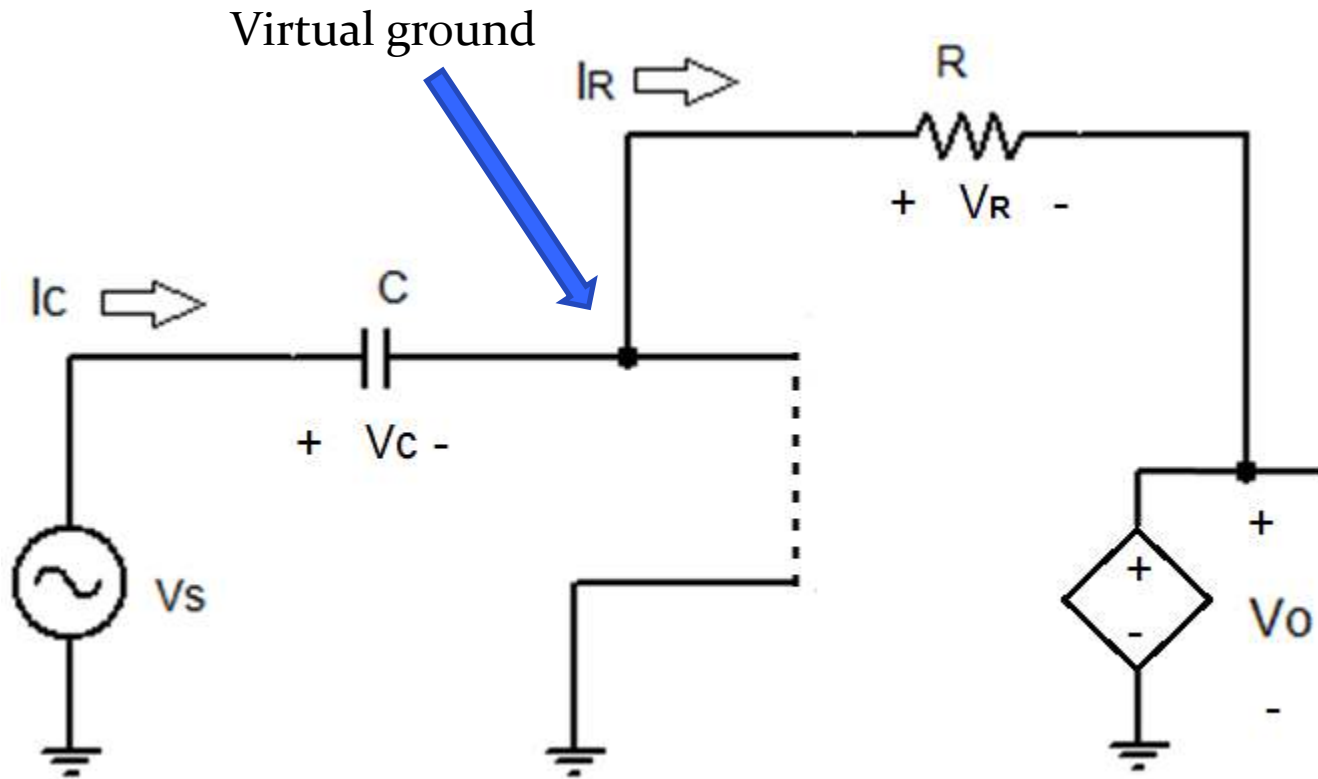 Virtual ground
IR
R
+ VR -
IC
C
+ Vc -
Vs
+
+
-
Vo
-